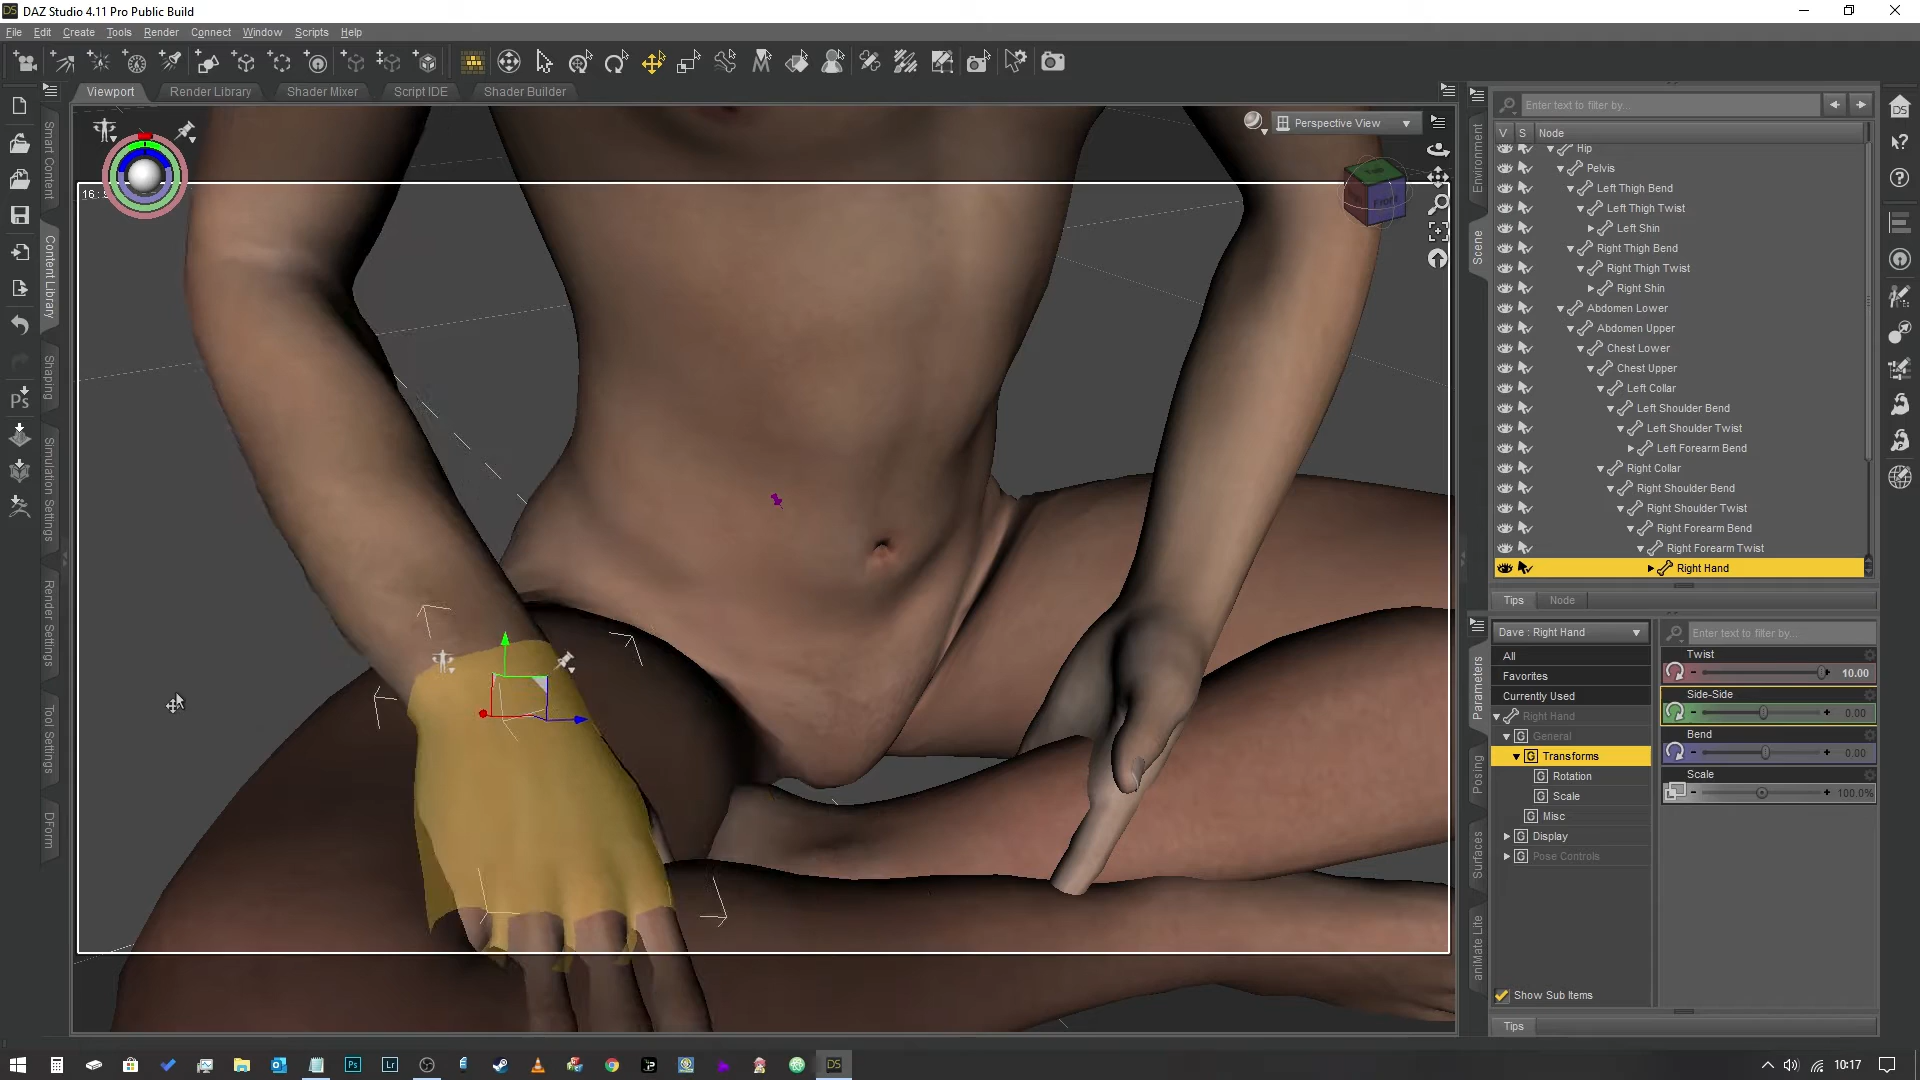 DAZ Studio 4.11 Pro Public Build
File Edit Create Tools Render Connect Window Scripts Help
Viewport Render Library Shader Mixer Script IDE Shader Builder
Smart Content
Content Library
Shaping
Simulation Settings
Render Settings
Tool Settings
DForm
Perspective View
Front
Environment
Scene
Enter text to filter by...
V S Node
Hip
Pelvis
Left Thigh Bend
Left Thigh Twist
Left Shin
Right Thigh Bend
Right Thigh Twist
Right Shin
Abdomen Lower
Abdomen Upper
Chest Lower
Chest Upper
Left Collar
Left Shoulder Bend
Left Shoulder Twist
Left Forearm Bend
Right Collar
Right Shoulder Bend
Right Shoulder Twist
Right Forearm Bend
Right Forearm Twist
Right Hand
Tips Node
Parameters
Posing
Surfaces
aniMate Lite
Dave : Right Hand
All
Favorites
Currently Used
Right Hand
G General
G Transforms
G Rotation
G Scale
G Misc
G Display
G Pose Controls
Show Sub Items
Enter text to filter by...
Twist
10.00
Side-Side
0.00
Bend
0.00
Scale
100.0%
Tips
DS
Ps
Ps Lr DS 10:17